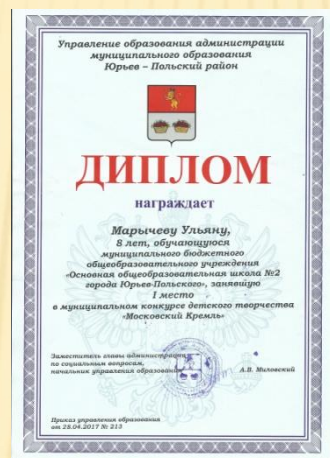 Управление образования администрации
муниципального образования
Юрьев – Польский район
ДИПЛОМ
награждает
Марычеву Ульяну,
8 лет, обучающуюся
муниципального бюджетного
общеобразовательного учреждения
«Основная общеобразовательная школа №2
города Юрьев-Польского», занявшую
I место
в муниципальном конкурсе детского творчества
«Московский Кремль»
Заместитель главы администрации
по социальным вопросам,
начальник управления образования
А.В. Миловский
Приказ управления образования
от 28.04.2017 № 213